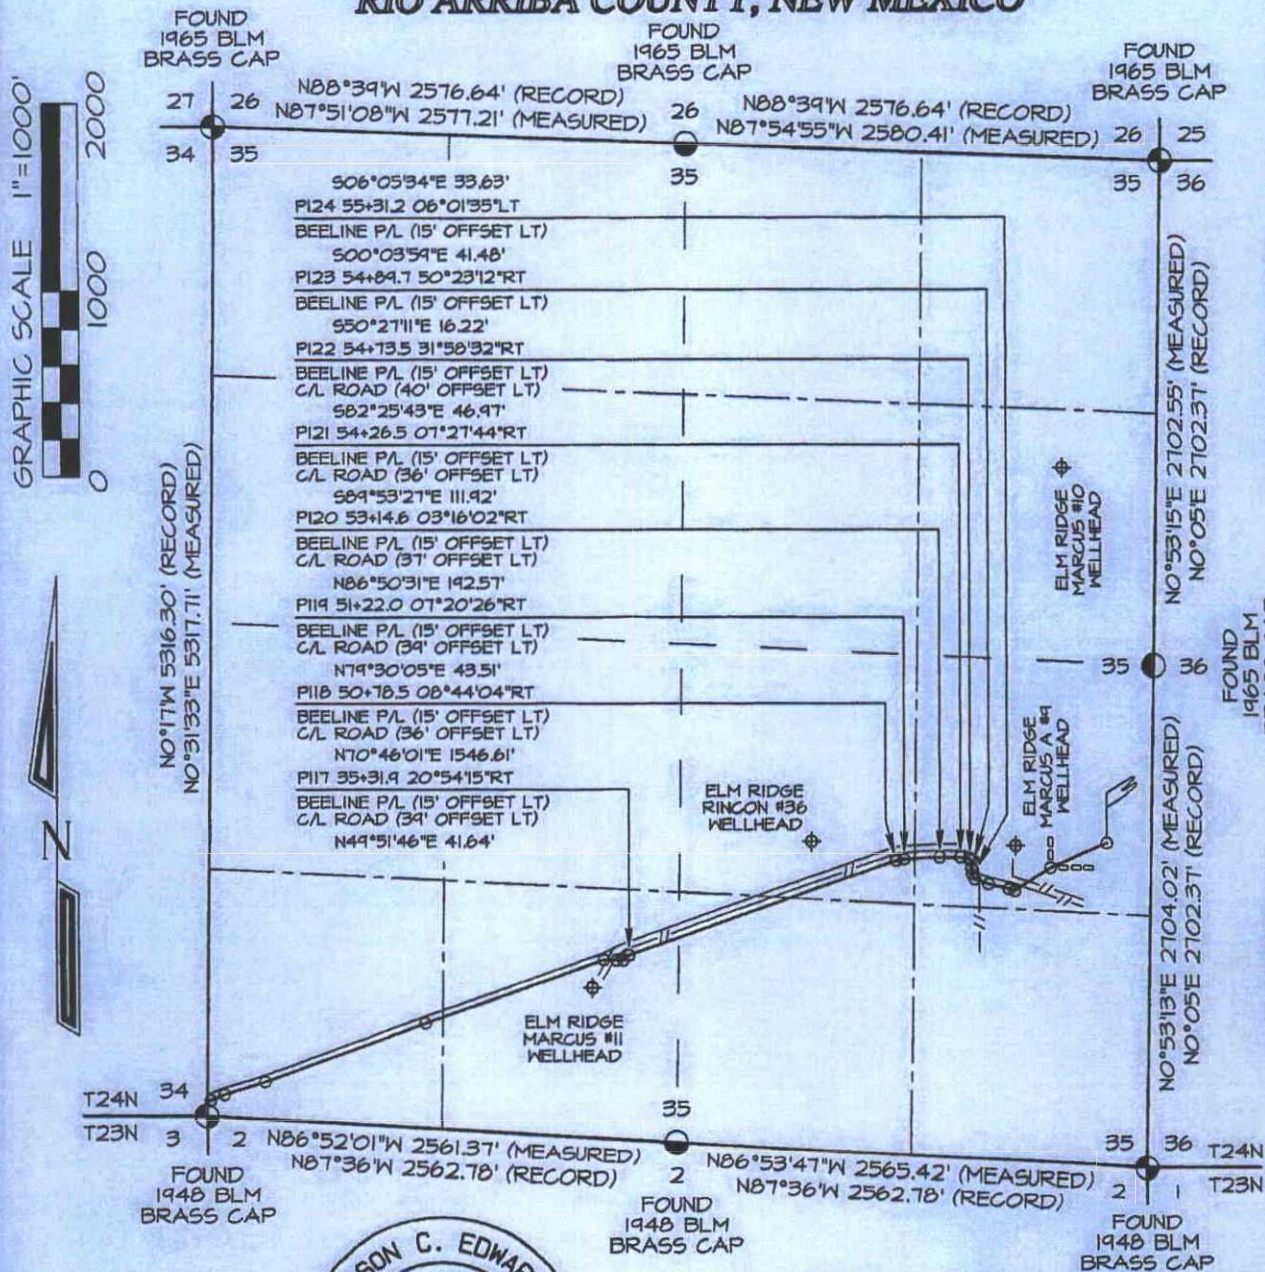 RIO ARRIBA COUNTY, NEW MEXICO
FOUND
1965 BLM
BRASS CAP
FOUND
1965 BLM
BRASS CAP
FOUND
1965 BLM
BRASS CAP
GRAPHIC SCALE 1"=1000'
0
1000
2000
27 26
34 35
N88°39'W 2576.64' (RECORD)
N87°51'08"W 2577.21' (MEASURED)
26
35
N88°39'W 2576.64' (RECORD)
N87°54'55"W 2580.41' (MEASURED)
26 25
35 36
S06°05'34"E 33.63'
P124 55+31.2 06°01'35"LT
BEELINE P/L (15' OFFSET LT)
S00°03'59"E 41.48'
P123 54+89.7 50°23'12"RT
BEELINE P/L (15' OFFSET LT)
S50°27'11"E 16.22'
P122 54+73.5 31°58'32"RT
BEELINE P/L (15' OFFSET LT)
C/L ROAD (40' OFFSET LT)
S82°25'43"E 46.97'
P121 54+26.5 07°27'44"RT
BEELINE P/L (15' OFFSET LT)
C/L ROAD (36' OFFSET LT)
S89°53'27"E 111.92'
P120 53+14.6 03°16'02"RT
BEELINE P/L (15' OFFSET LT)
C/L ROAD (37' OFFSET LT)
N86°50'31"E 192.57'
P119 51+22.0 07°20'26"RT
BEELINE P/L (15' OFFSET LT)
C/L ROAD (39' OFFSET LT)
N79°30'05"E 43.51'
P118 50+78.5 08°44'04"RT
BEELINE P/L (15' OFFSET LT)
C/L ROAD (36' OFFSET LT)
N70°46'01"E 1546.61'
P117 35+31.9 20°54'15"RT
BEELINE P/L (15' OFFSET LT)
C/L ROAD (39' OFFSET LT)
N49°51'46"E 41.64'
N0°17'W 5316.30' (RECORD)
N0°31'33"E 5317.71' (MEASURED)
N0°53'15"E 2702.55' (MEASURED)
N0°05'E 2702.37' (RECORD)
ELM RIDGE
MARCUS #10
WELLHEAD
35 36
FOUND
1965 BLM
ELM RIDGE
MARCUS A #9
WELLHEAD
ELM RIDGE
RINCON #36
WELLHEAD
N0°53'13"E 2704.02' (MEASURED)
N0°05'E 2702.37' (RECORD)
N
ELM RIDGE
MARCUS #11
WELLHEAD
T24N 34
T23N 3 2
N86°52'01"W 2561.37' (MEASURED)
N87°36'W 2562.78' (RECORD)
35
2
N86°53'47"W 2565.42' (MEASURED)
N87°36'W 2562.78' (RECORD)
35 36 T24N
2 1 T23N
FOUND
1948 BLM
BRASS CAP
FOUND
1948 BLM
BRASS CAP
FOUND
1948 BLM
BRASS CAP
SON C. EDWA